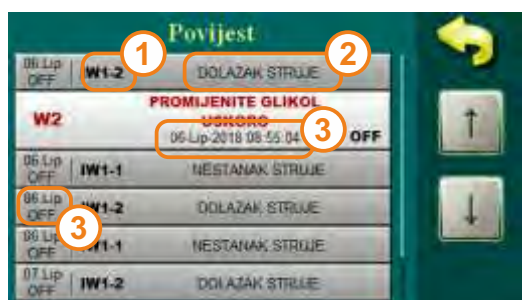 Povijest
1
2
06 Lip
OFF
W1-2
DOLAZAK STRUJE
W2
PROMIJENITE GLIKOL
USKORO
06-Lip-2018 08:55:04
OFF
3
06 Lip
OFF
IW1-1
NESTANAK STRUJE
06 Lip
OFF
W1-2
DOLAZAK STRUJE
3
06 Lip
OFF
W1-1
NESTANAK STRUJE
07 Lip
OFF
IW1-2
DOLAZAK STRUJE